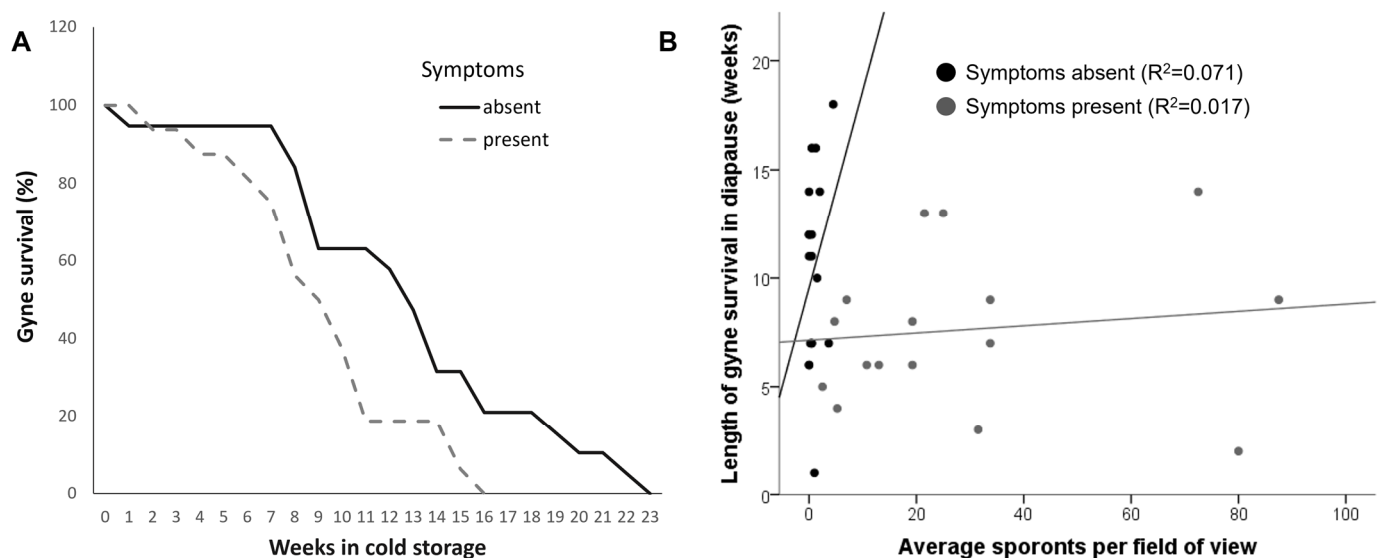 A
120
100
80
60
40
20
0
Gyne survival (%)
Symptoms
absent
present
0 1 2 3 4 5 6 7 8 9 10 11 12 13 14 15 16 17 18 19 20 21 22 23
Weeks in cold storage
B
Length of gyne survival in diapause (weeks)
20
15
10
5
0
Symptoms absent (R²=0.071)
Symptoms present (R²=0.017)
0 20 40 60 80 100
Average sporonts per field of view